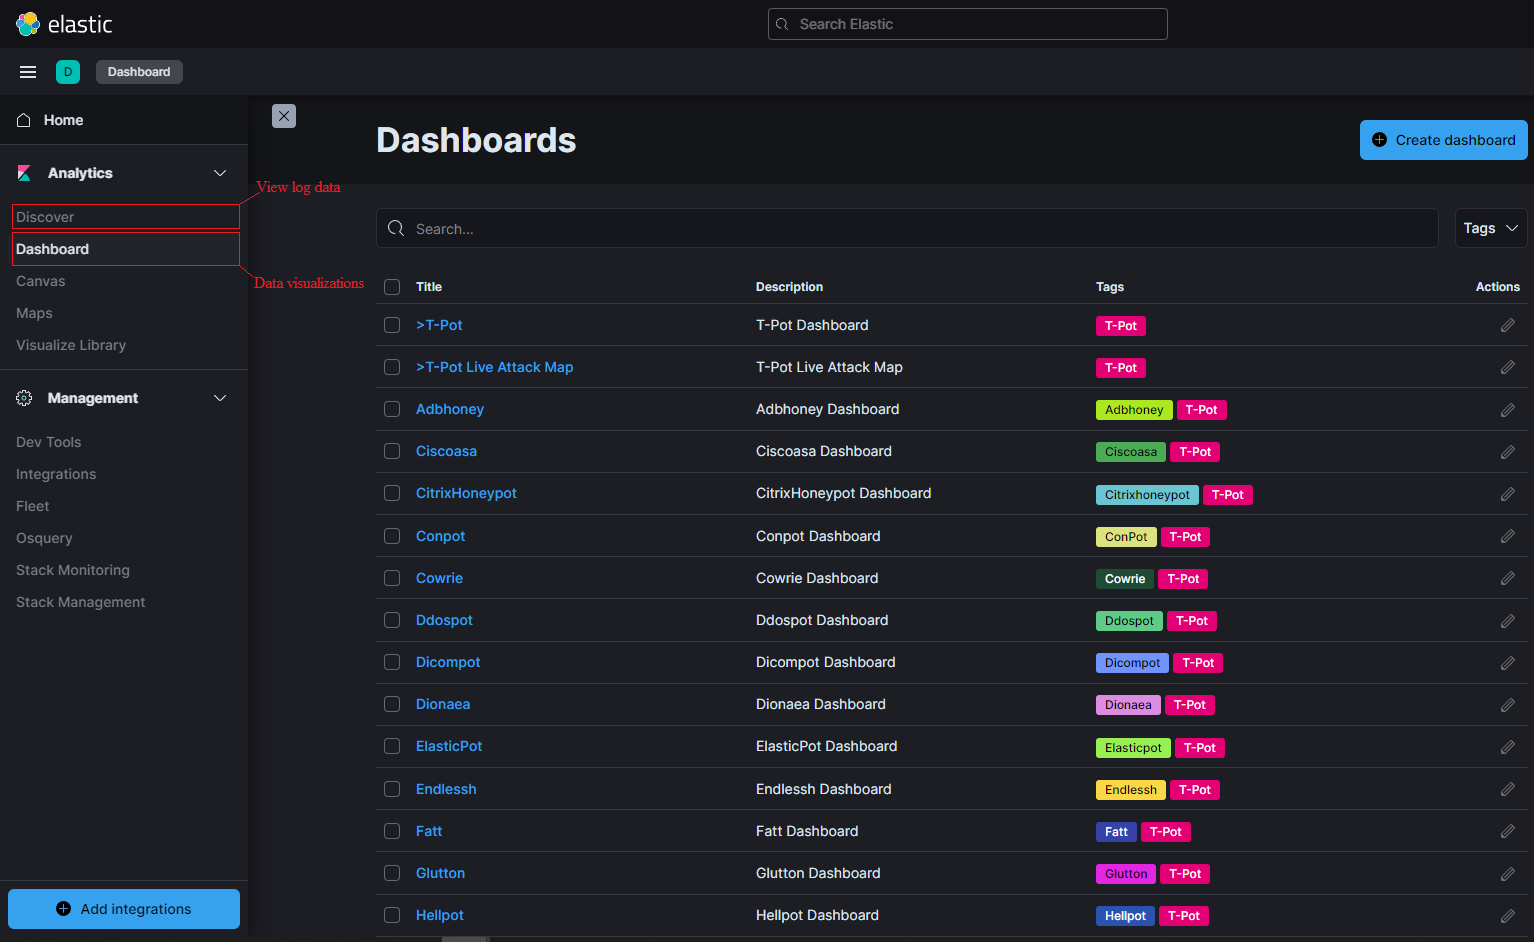 elastic
Search Elastic
D Dashboard
Home
Analytics
Discover
Dashboard
Canvas
Maps
Visualize Library
Management
Dev Tools
Integrations
Fleet
Osquery
Stack Monitoring
Stack Management
Add integrations
View log data
Data visualizations
Dashboards
Create dashboard
Search...
Tags
Title Description Tags Actions
>T-Pot T-Pot Dashboard T-Pot
>T-Pot Live Attack Map T-Pot Live Attack Map T-Pot
Adbhoney Adbhoney Dashboard Adbhoney T-Pot
Ciscoasa Ciscoasa Dashboard Ciscoasa T-Pot
CitrixHoneypot CitrixHoneypot Dashboard Citrixhoneypot T-Pot
Conpot Conpot Dashboard ConPot T-Pot
Cowrie Cowrie Dashboard Cowrie T-Pot
Ddospot Ddospot Dashboard Ddospot T-Pot
Dicompot Dicompot Dashboard Dicompot T-Pot
Dionaea Dionaea Dashboard Dionaea T-Pot
ElasticPot ElasticPot Dashboard Elasticpot T-Pot
Endlessh Endlessh Dashboard Endlessh T-Pot
Fatt Fatt Dashboard Fatt T-Pot
Glutton Glutton Dashboard Glutton T-Pot
Hellpot Hellpot Dashboard Hellpot T-Pot